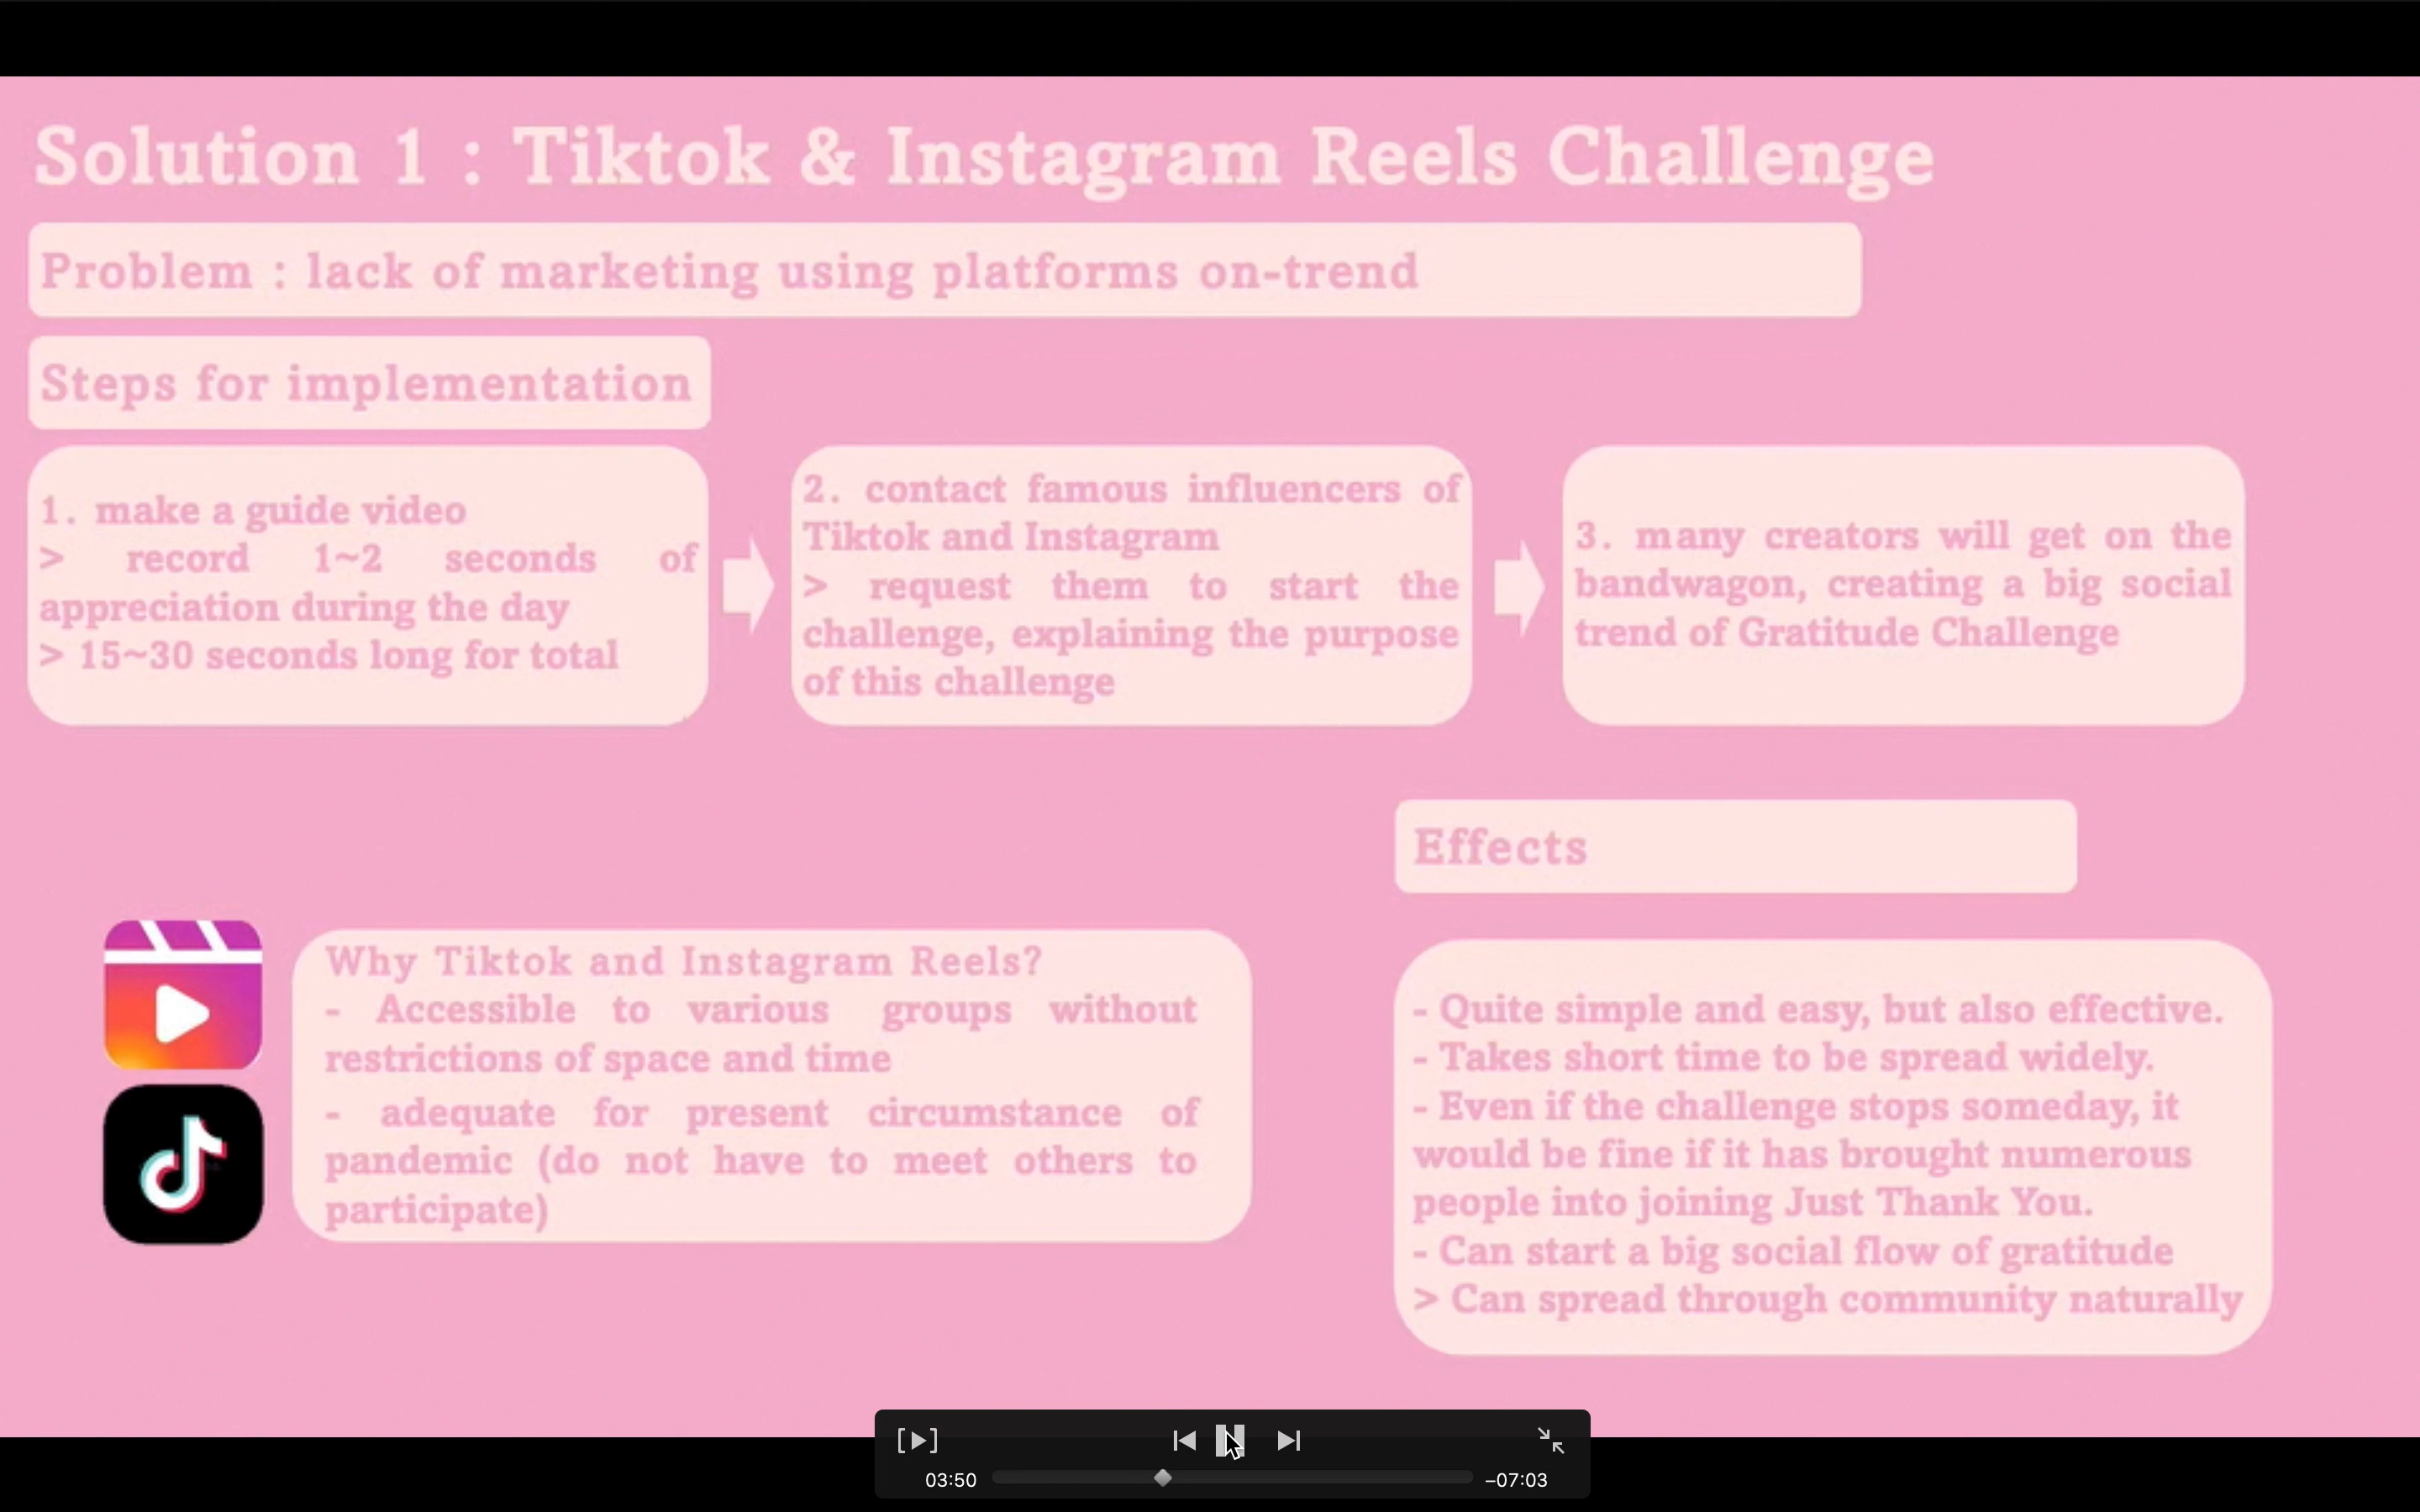 Solution 1 : Tiktok & Instagram Reels Challenge
Problem : lack of marketing using platforms on-trend
Steps for implementation
1. make a guide video
> record 1~2 seconds of
appreciation during the day
> 15~30 seconds long for total
2. contact famous influencers of
Tiktok and Instagram
> request them to start the
challenge, explaining the purpose
of this challenge
3. many creators will get on the
bandwagon, creating a big social
trend of Gratitude Challenge
Why Tiktok and Instagram Reels?
- Accessible to various groups without
restrictions of space and time
- adequate for present circumstance of
pandemic (do not have to meet others to
participate)
Effects
- Quite simple and easy, but also effective.
- Takes short time to be spread widely.
- Even if the challenge stops someday, it
would be fine if it has brought numerous
people into joining Just Thank You.
- Can start a big social flow of gratitude
> Can spread through community naturally
03:50
−07:03